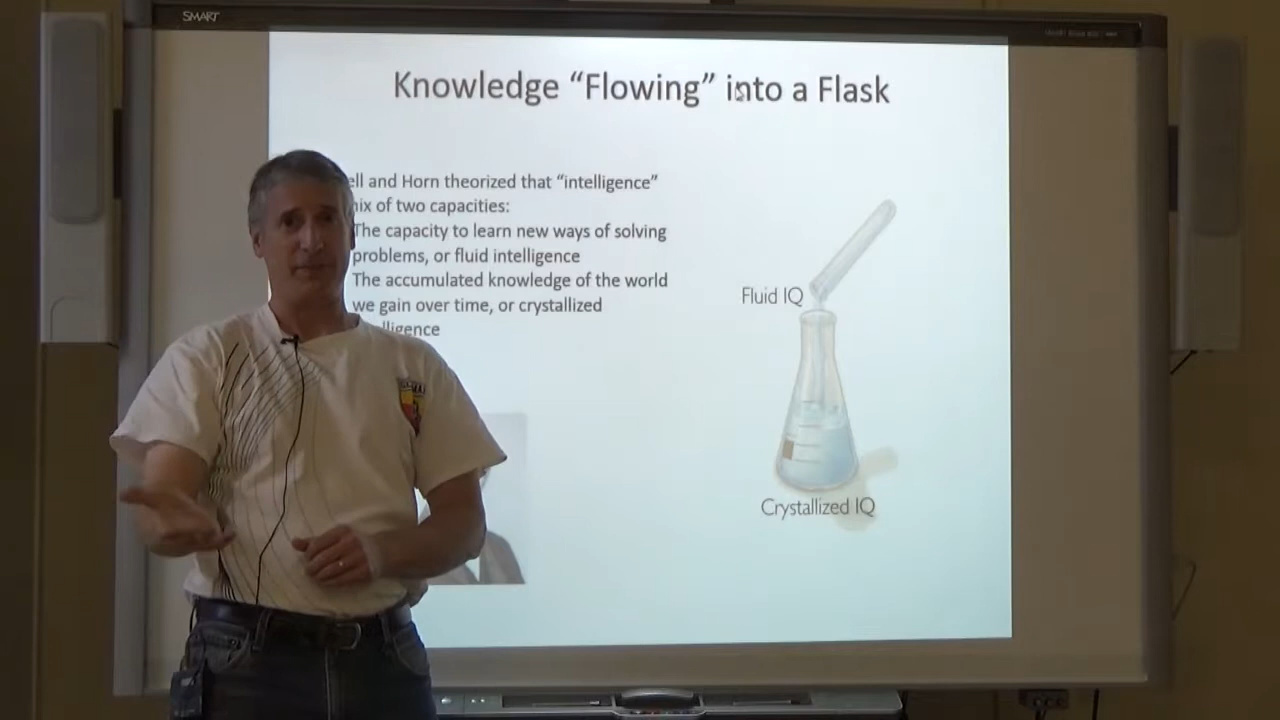 SMART
Knowledge “Flowing” into a Flask
ell and Horn theorized that “intelligence”
ix of two capacities:
The capacity to learn new ways of solving
problems, or fluid intelligence
The accumulated knowledge of the world
we gain over time, or crystallized
lligence
Fluid IQ
Crystallized IQ